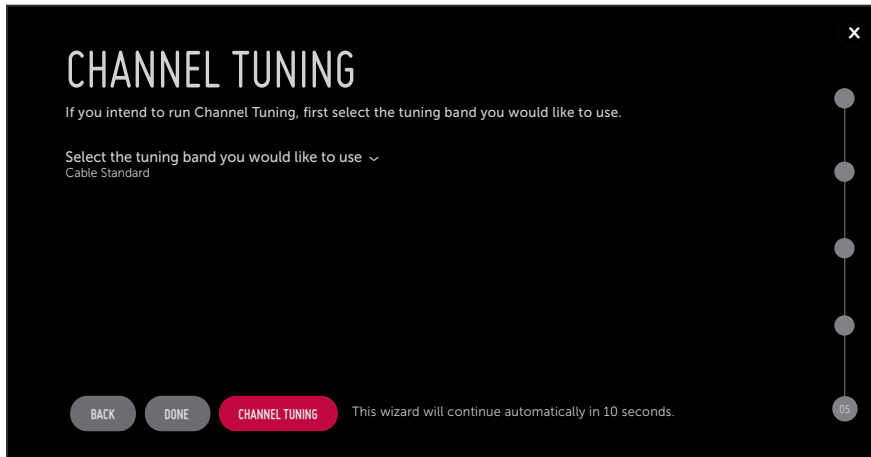 X
CHANNEL TUNING
If you intend to run Channel Tuning, first select the tuning band you would like to use.
Select the tuning band you would like to use
Cable Standard
BACK DONE CHANNEL TUNING This wizard will continue automatically in 10 seconds. 05